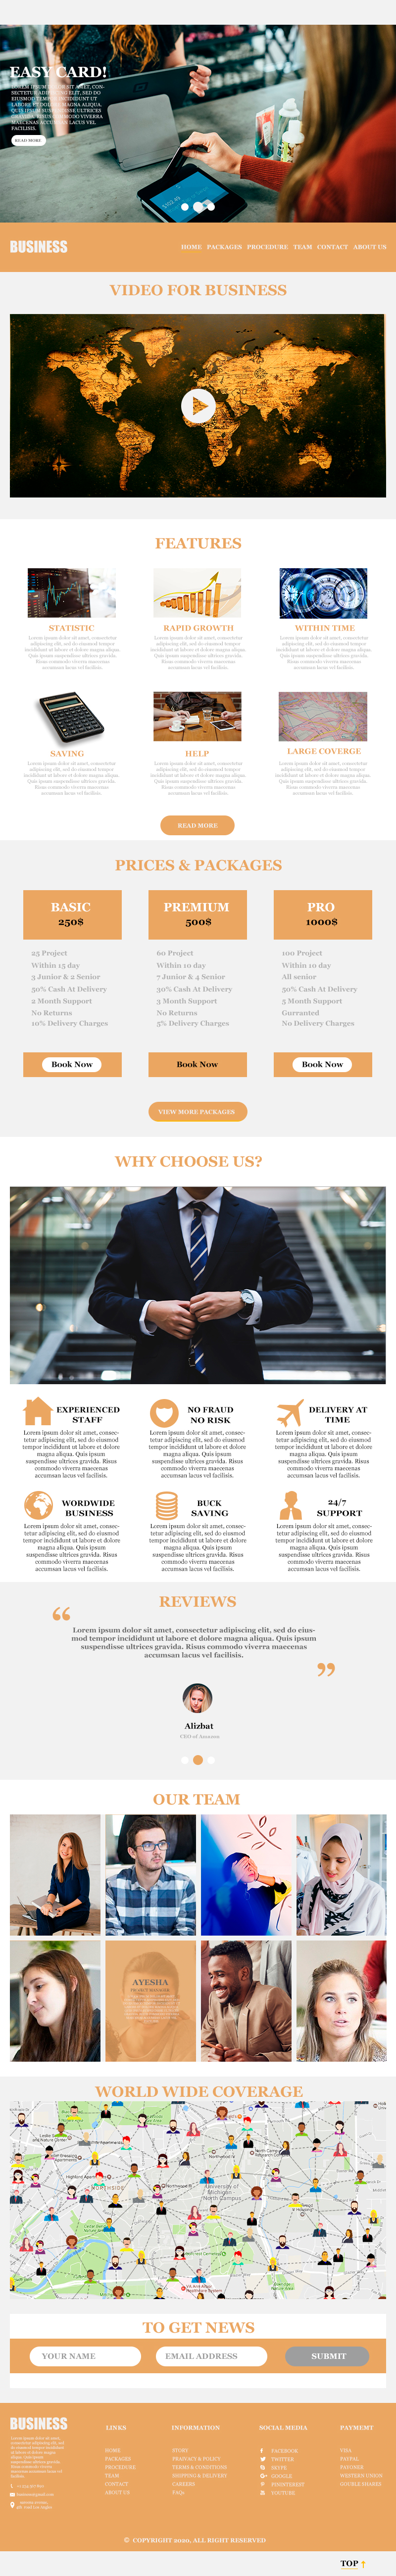 EASY CARD!
LOREM IPSUM DOLOR SIT AMET, CON-
SECTETUR ADIPISCING ELIT, SED DO
EIUSMOD TEMPOR INCIDIDUNT UT
LABORE ET DOLORE MAGNA ALIQUA.
QUIS IPSUM SUSPENDISSE ULTRICES
GRAVIDA. RISUS COMMODO VIVERRA
MAECENAS ACCUMSAN LACUS VEL
FACILISIS.
READ MORE
BUSINESS
HOME PACKAGES PROCEDURE TEAM CONTACT ABOUT US
VIDEO FOR BUSINESS
FEATURES
STATISTIC
Lorem ipsum dolor sit amet, consectetur
adipiscing elit, sed do eiusmod tempor
incididunt ut labore et dolore magna aliqua.
Quis ipsum suspendisse ultrices gravida.
Risus commodo viverra maecenas
accumsan lacus vel facilisis.
RAPID GROWTH
Lorem ipsum dolor sit amet, consectetur
adipiscing elit, sed do eiusmod tempor
incididunt ut labore et dolore magna aliqua.
Quis ipsum suspendisse ultrices gravida.
Risus commodo viverra maecenas
accumsan lacus vel facilisis.
WITHIN TIME
Lorem ipsum dolor sit amet, consectetur
adipiscing elit, sed do eiusmod tempor
incididunt ut labore et dolore magna aliqua.
Quis ipsum suspendisse ultrices gravida.
Risus commodo viverra maecenas
accumsan lacus vel facilisis.
SAVING
Lorem ipsum dolor sit amet, consectetur
adipiscing elit, sed do eiusmod tempor
incididunt ut labore et dolore magna aliqua.
Quis ipsum suspendisse ultrices gravida.
Risus commodo viverra maecenas
accumsan lacus vel facilisis.
HELP
Lorem ipsum dolor sit amet, consectetur
adipiscing elit, sed do eiusmod tempor
incididunt ut labore et dolore magna aliqua.
Quis ipsum suspendisse ultrices gravida.
Risus commodo viverra maecenas
accumsan lacus vel facilisis.
LARGE COVERGE
Lorem ipsum dolor sit amet, consectetur
adipiscing elit, sed do eiusmod tempor
incididunt ut labore et dolore magna aliqua.
Quis ipsum suspendisse ultrices gravida.
Risus commodo viverra maecenas
accumsan lacus vel facilisis.
READ MORE
PRICES & PACKAGES
BASIC
250$
25 Project
Within 15 day
3 Junior & 2 Senior
50% Cash At Delivery
2 Month Support
No Returns
10% Delivery Charges
Book Now
PREMIUM
500$
60 Project
Within 10 day
7 Junior & 4 Senior
30% Cash At Delivery
3 Month Support
No Returns
5% Delivery Charges
Book Now
PRO
1000$
100 Project
Within 10 day
All senior
50% Cash At Delivery
5 Month Support
Gurranted
No Delivery Charges
Book Now
VIEW MORE PACKAGES
WHY CHOOSE US?
EXPERIENCED
STAFF
Lorem ipsum dolor sit amet, consec-
tetur adipiscing elit, sed do eiusmod
tempor incididunt ut labore et dolore
magna aliqua. Quis ipsum
suspendisse ultrices gravida. Risus
commodo viverra maecenas
accumsan lacus vel facilisis.
NO FRAUD
NO RISK
Lorem ipsum dolor sit amet, consec-
tetur adipiscing elit, sed do eiusmod
tempor incididunt ut labore et dolore
magna aliqua. Quis ipsum
suspendisse ultrices gravida. Risus
commodo viverra maecenas
accumsan lacus vel facilisis.
DELIVERY AT
TIME
Lorem ipsum dolor sit amet, consec-
tetur adipiscing elit, sed do eiusmod
tempor incididunt ut labore et dolore
magna aliqua. Quis ipsum
suspendisse ultrices gravida. Risus
commodo viverra maecenas
accumsan lacus vel facilisis.
WORDWIDE
BUSINESS
Lorem ipsum dolor sit amet, consec-
tetur adipiscing elit, sed do eiusmod
tempor incididunt ut labore et dolore
magna aliqua. Quis ipsum
suspendisse ultrices gravida. Risus
commodo viverra maecenas
accumsan lacus vel facilisis.
BUCK
SAVING
Lorem ipsum dolor sit amet, consec-
tetur adipiscing elit, sed do eiusmod
tempor incididunt ut labore et dolore
magna aliqua. Quis ipsum
suspendisse ultrices gravida. Risus
commodo viverra maecenas
accumsan lacus vel facilisis.
24/7
SUPPORT
Lorem ipsum dolor sit amet, consec-
tetur adipiscing elit, sed do eiusmod
tempor incididunt ut labore et dolore
magna aliqua. Quis ipsum
suspendisse ultrices gravida. Risus
commodo viverra maecenas
accumsan lacus vel facilisis.
REVIEWS
“
Lorem ipsum dolor sit amet, consectetur adipiscing elit, sed do eius-
mod tempor incididunt ut labore et dolore magna aliqua. Quis ipsum
suspendisse ultrices gravida. Risus commodo viverra maecenas
accumsan lacus vel facilisis.
”
Alizbat
CEO of Amezon
OUR TEAM
AYESHA
PROJECT MANAGER
WORLD WIDE COVERAGE
NORTHSIDE
University of
Michigan
North Campus
TO GET NEWS
YOUR NAME
EMAIL ADDRESS
SUBMIT
BUSINESS
LINKS
HOME
PACKAGES
PROCEDURE
TEAM
CONTACT
ABOUT US
INFORMATION
STORY
PRAIVACY & POLICY
TERMS & CONDITIONS
SHIPPING & DELIVERY
CAREERS
FAQs
SOCIAL MEDIA
FACEBOOK
TWITTER
SKYPE
GOOGLE
PINOINTEREST
YOUTUBE
PAYMENT
VISA
PAYPAL
PAYONER
WESTERN UNION
DOUBLE SHARES
© COPYRIGHT 2020, ALL RIGHT RESERVED
TOP